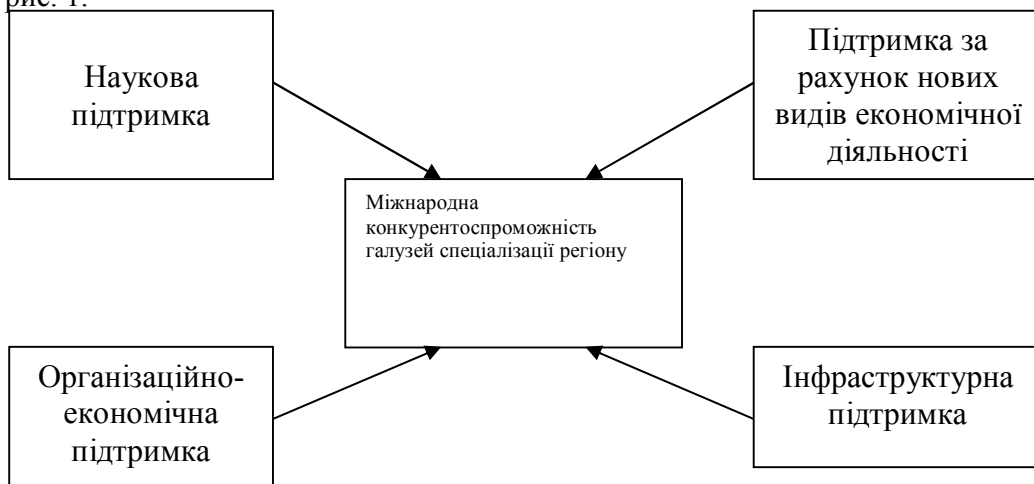 рис. 1.
Наукова
підтримка
Підтримка за
рахунок нових
видів економічної
діяльності
Міжнародна
конкурентоспроможність
галузей спеціалізації регіону
Організаційно-
економічна
підтримка
Інфраструктурна
підтримка